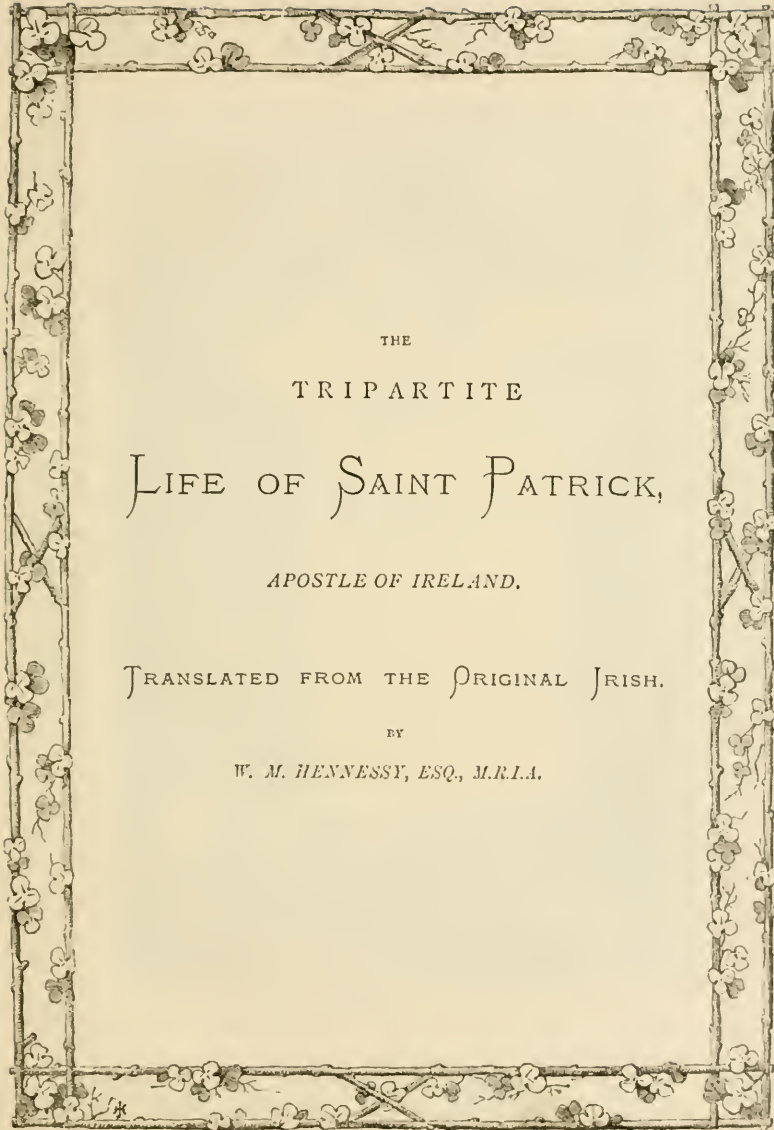 THE
TRIPARTITE
LIFE OF SAINT PATRICK,
APOSTLE OF IRELAND.
TRANSLATED FROM THE ORIGINAL IRISH.
BY
W. M. HENNESSY, ESQ., M.R.I.A.